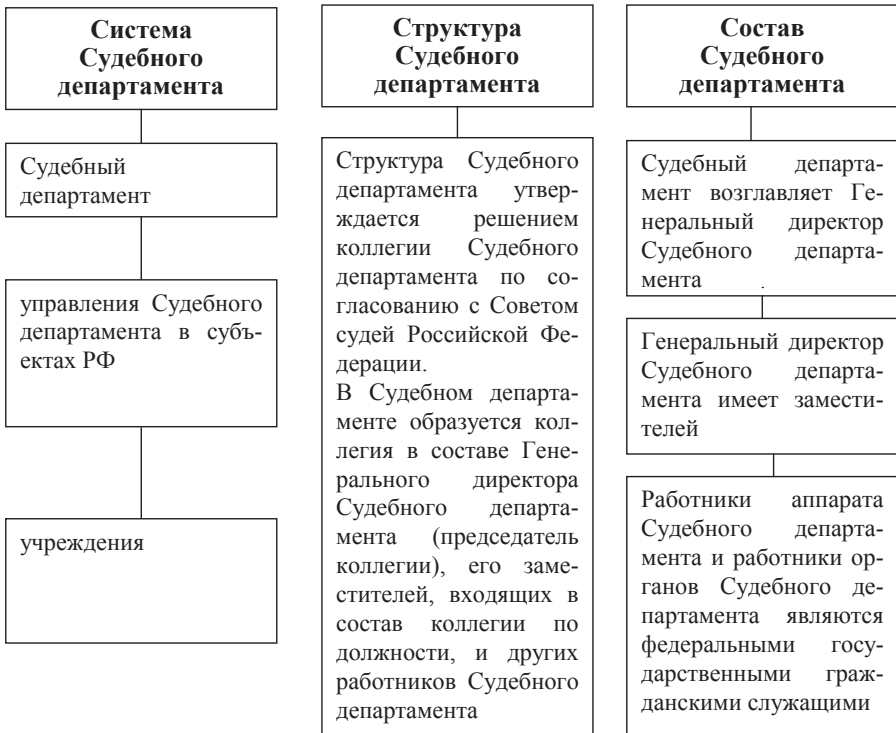 Система
Судебного
департамента
Судебный
департамент
управления Судебного
департамента в субъ-
ектах РФ
учреждения
Структура
Судебного
департамента
Структура Судебного
департамента утвер-
ждается решением
коллегии Судебного
департамента по со-
гласованию с Советом
судей Российской Фе-
дерации.
В Судебном департа-
менте образуется кол-
легия в составе Гене-
рального директора
Судебного департа-
мента (председатель
коллегии), его заме-
стителей, входящих в
состав коллегии по
должности, и других
работников Судебного
департамента
Состав
Судебного
департамента
Судебный департа-
мент возглавляет Ге-
неральный директор
Судебного департа-
мента .
Генеральный директор
Судебного департа-
мента имеет замести-
телей
Работники аппарата
Судебного департа-
мента и работники ор-
ганов Судебного де-
партамента являются
федеральными госу-
дарственными граж-
данскими служащими